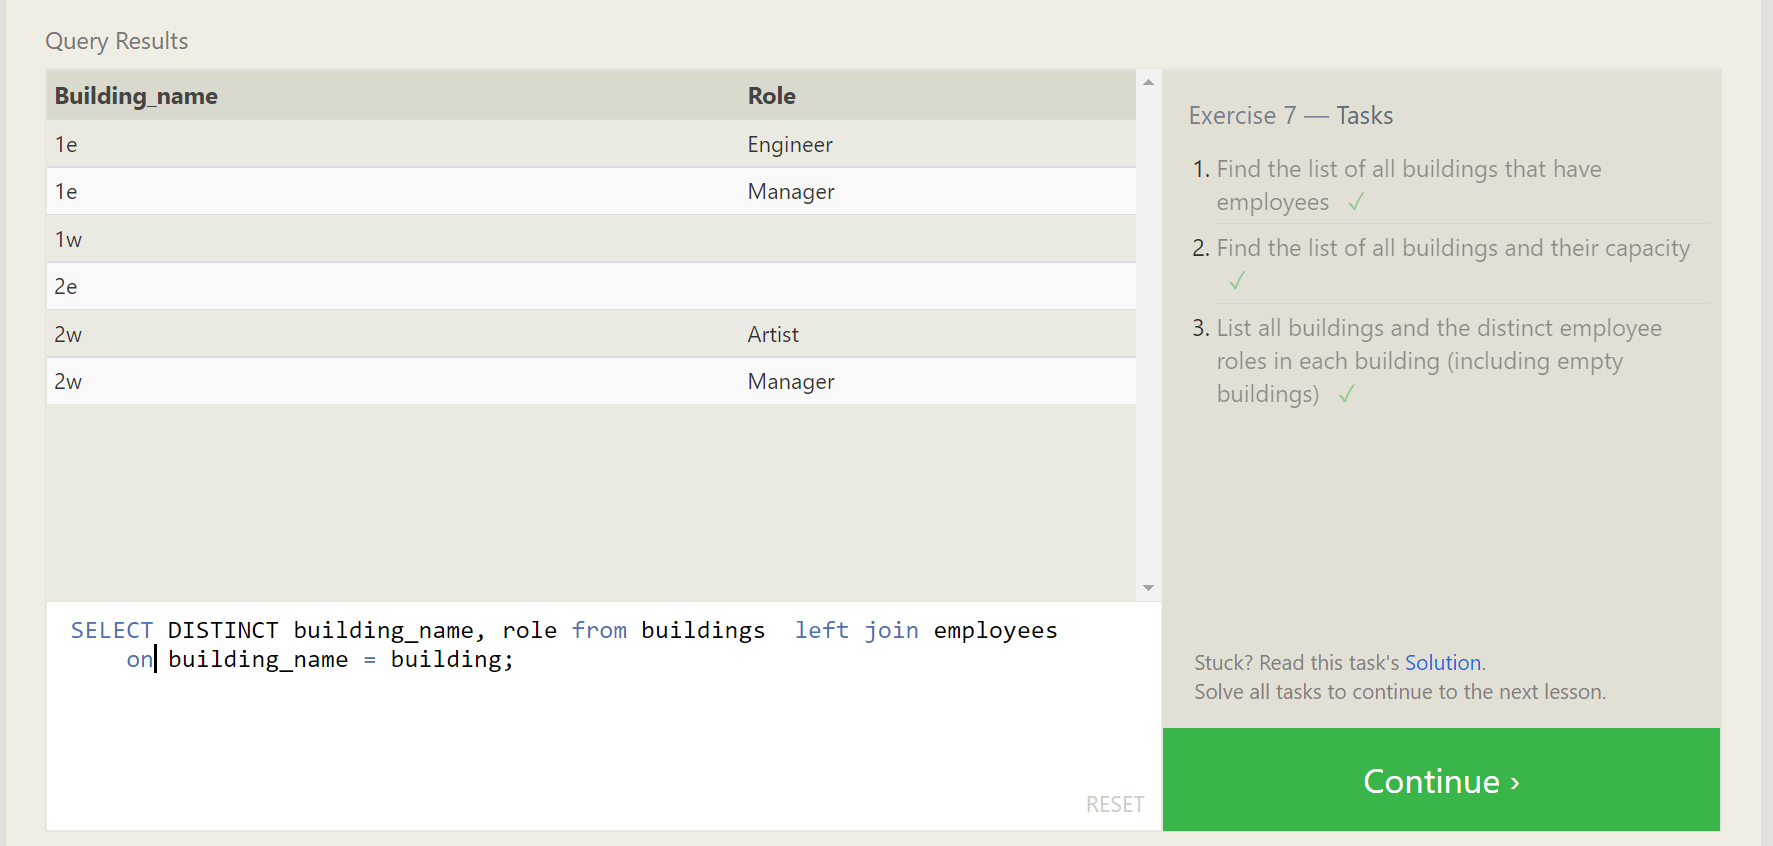 Query Results
Building_name Role
1e Engineer
1e Manager
1w
2e
2w Artist
2w Manager
SELECT DISTINCT building_name, role from buildings  left join employees
on building_name = building;
RESET
Exercise 7 — Tasks
1. Find the list of all buildings that have
employees ✓
2. Find the list of all buildings and their capacity
✓
3. List all buildings and the distinct employee
roles in each building (including empty
buildings) ✓
Stuck? Read this task's Solution.
Solve all tasks to continue to the next lesson.
Continue ›